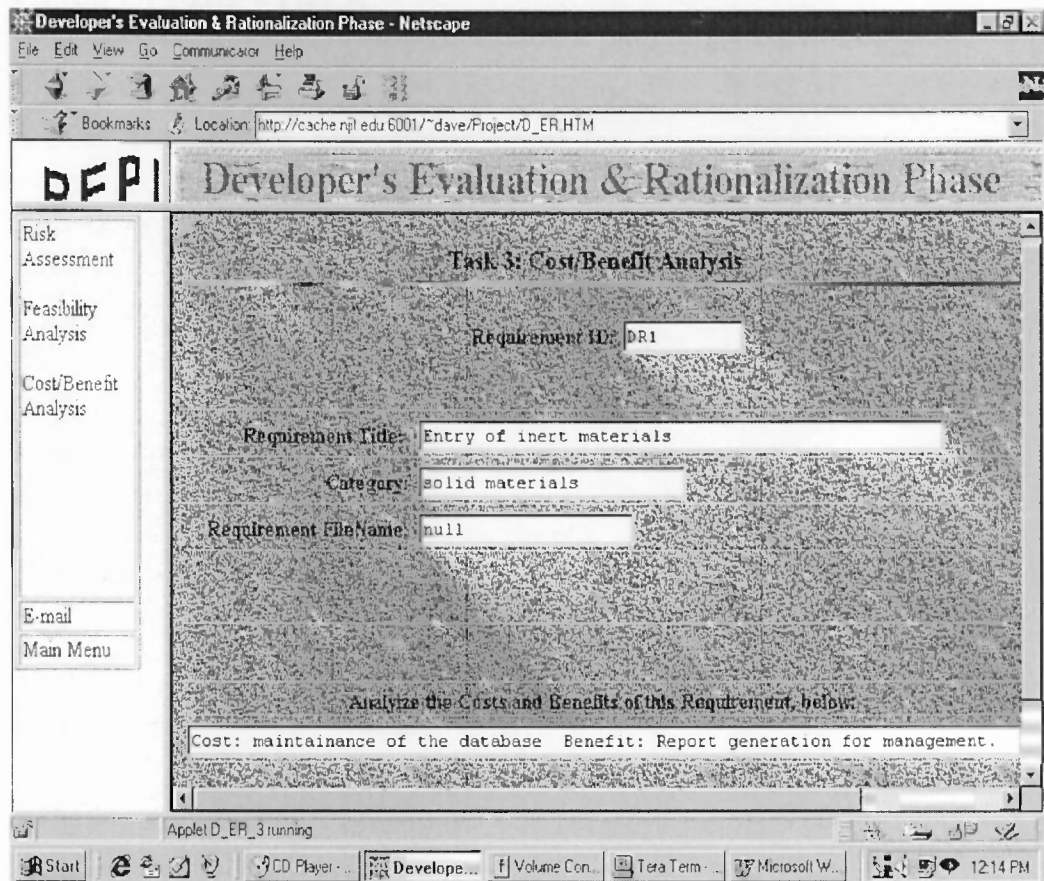 Developer's Evaluation & Rationalization Phase - Netscape
File Edit View Go Communicator Help
Bookmarks Location: http://cache.njit.edu:6001/~dave/Project/D_ER.HTM
DEPI
Developer's Evaluation & Rationalization Phase
Risk
Assessment
Feasibility
Analysis
Cost/Benefit
Analysis
E-mail
Main Menu
Task 3: Cost/Benefit Analysis
Requirement ID: DR1
Requirement Title: Entry of inert materials
Category: solid materials
Requirement FileName: null
Analyize the Costs and Benefits of this Requirement, below:
Cost: maintainance of the database Benefit: Report generation for management.
Applet D_ER_3 running
Start CD Player - ... Develope... Volume Con... Tera Term - ... Microsoft W... 12:14 PM